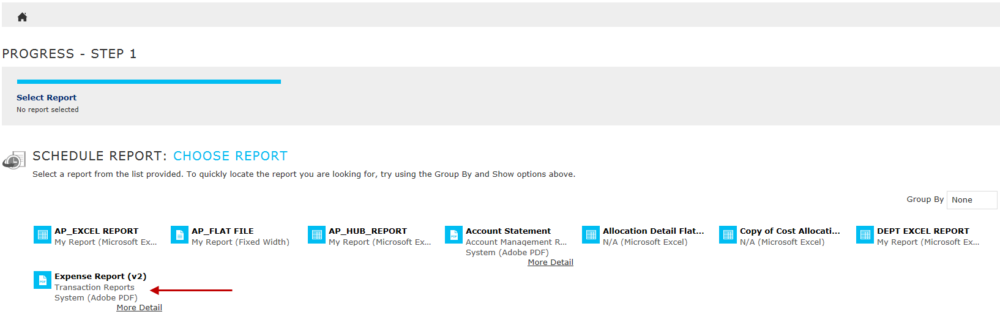 PROGRESS - STEP 1
Select Report
No report selected
SCHEDULE REPORT: CHOOSE REPORT
Select a report from the list provided. To quickly locate the report you are looking for, try using the Group By and Show options above.
Group By None
AP_EXCEL REPORT
My Report (Microsoft Ex...
AP_FLAT FILE
My Report (Fixed Width)
AP_HUB_REPORT
My Report (Microsoft Ex...
Account Statement
Account Management R...
System (Adobe PDF)
More Detail
Allocation Detail Flat...
N/A (Microsoft Excel)
Copy of Cost Allocati...
N/A (Microsoft Excel)
DEPT EXCEL REPORT
My Report (Microsoft Ex...
Expense Report (v2)
Transaction Reports
System (Adobe PDF)
More Detail